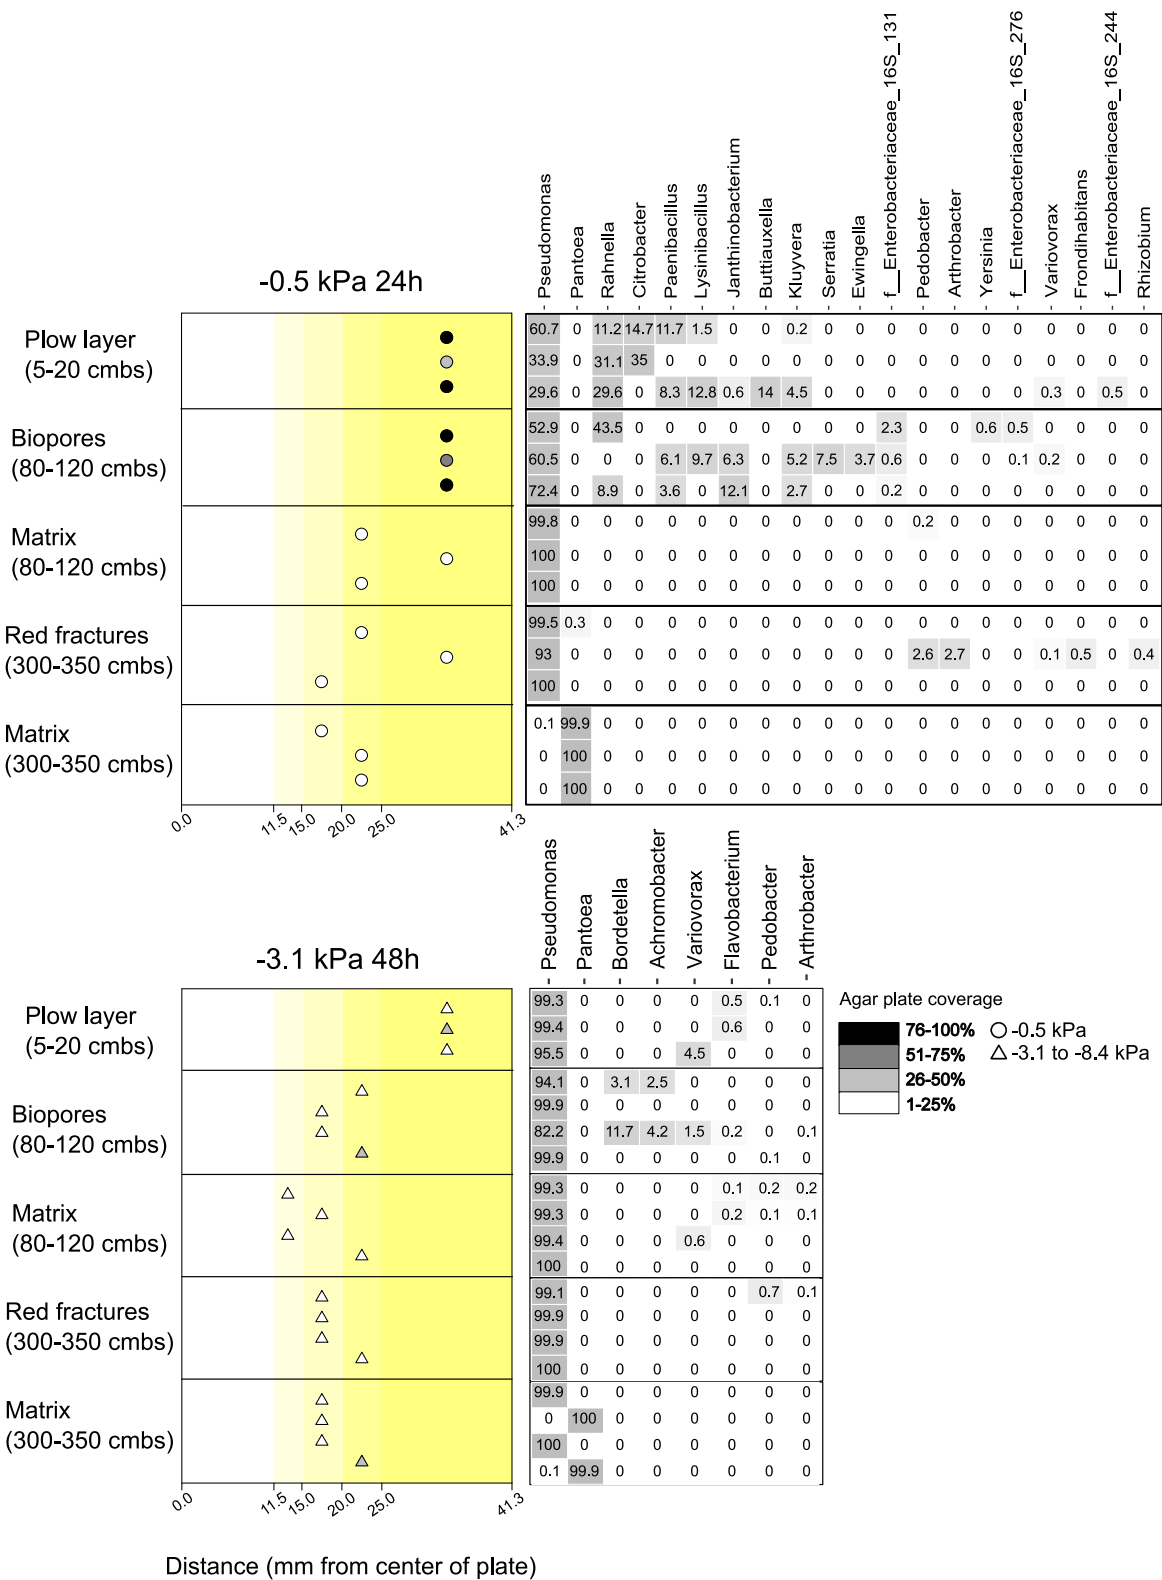 - Pseudomonas
- Pantoea
- Rahnella
- Citrobacter
- Paenibacillus
- Lysinibacillus
- Janthinobacterium
- Buttiauxella
- Kluyvera
- Serratia
- Ewingella
- f__Enterobacteriaceae_16S_131
- Pedobacter
- Arthrobacter
- Yersinia
- f__Enterobacteriaceae_16S_276
- Variovorax
- Frondihabitans
- f__Enterobacteriaceae_16S_244
- Rhizobium
-0.5 kPa 24h
Plow layer
(5-20 cmbs)
60.7 0 11.2 14.7 11.7 1.5 0 0 0.2 0 0 0 0 0 0 0 0 0 0 0
33.9 0 31.1 35 0 0 0 0 0 0 0 0 0 0 0 0 0 0 0 0
29.6 0 29.6 0 8.3 12.8 0.6 14 4.5 0 0 0 0 0 0 0 0.3 0 0.5 0
Biopores
(80-120 cmbs)
52.9 0 43.5 0 0 0 0 0 0 0 0 2.3 0 0 0.6 0.5 0 0 0 0
60.5 0 0 0 6.1 9.7 6.3 0 5.2 7.5 3.7 0.6 0 0 0 0.1 0.2 0 0 0
72.4 0 8.9 0 3.6 0 12.1 0 2.7 0 0 0.2 0 0 0 0 0 0 0 0
Matrix
(80-120 cmbs)
99.8 0 0 0 0 0 0 0 0 0 0 0 0.2 0 0 0 0 0 0 0
100 0 0 0 0 0 0 0 0 0 0 0 0 0 0 0 0 0 0 0
100 0 0 0 0 0 0 0 0 0 0 0 0 0 0 0 0 0 0 0
Red fractures
(300-350 cmbs)
99.5 0.3 0 0 0 0 0 0 0 0 0 0 0 0 0 0 0 0 0 0
93 0 0 0 0 0 0 0 0 0 0 0 2.6 2.7 0 0 0.1 0.5 0 0.4
100 0 0 0 0 0 0 0 0 0 0 0 0 0 0 0 0 0 0 0
Matrix
(300-350 cmbs)
0.1 99.9 0 0 0 0 0 0 0 0 0 0 0 0 0 0 0 0 0 0
0 100 0 0 0 0 0 0 0 0 0 0 0 0 0 0 0 0 0 0
0 100 0 0 0 0 0 0 0 0 0 0 0 0 0 0 0 0 0 0
0.0 11.5 15.0 20.0 25.0 41.3
- Pseudomonas
- Pantoea
- Bordetella
- Achromobacter
- Variovorax
- Flavobacterium
- Pedobacter
- Arthrobacter
-3.1 kPa 48h
Plow layer
(5-20 cmbs)
99.3 0 0 0 0 0.5 0.1 0
99.4 0 0 0 0 0.6 0 0
95.5 0 0 0 4.5 0 0 0
Biopores
(80-120 cmbs)
94.1 0 3.1 2.5 0 0 0 0
99.9 0 0 0 0 0 0 0
82.2 0 11.7 4.2 1.5 0.2 0 0.1
99.9 0 0 0 0 0 0.1 0
Matrix
(80-120 cmbs)
99.3 0 0 0 0 0.1 0.2 0.2
99.3 0 0 0 0 0.2 0.1 0.1
99.4 0 0 0 0.6 0 0 0
100 0 0 0 0 0 0 0
Red fractures
(300-350 cmbs)
99.1 0 0 0 0 0 0.7 0.1
99.9 0 0 0 0 0 0 0
99.9 0 0 0 0 0 0 0
100 0 0 0 0 0 0 0
Matrix
(300-350 cmbs)
99.9 0 0 0 0 0 0 0
0 100 0 0 0 0 0 0
100 0 0 0 0 0 0 0
0.1 99.9 0 0 0 0 0 0
Agar plate coverage
76-100%
51-75%
26-50%
1-25%
-0.5 kPa
-3.1 to -8.4 kPa
0.0 11.5 15.0 20.0 25.0 41.3
Distance (mm from center of plate)